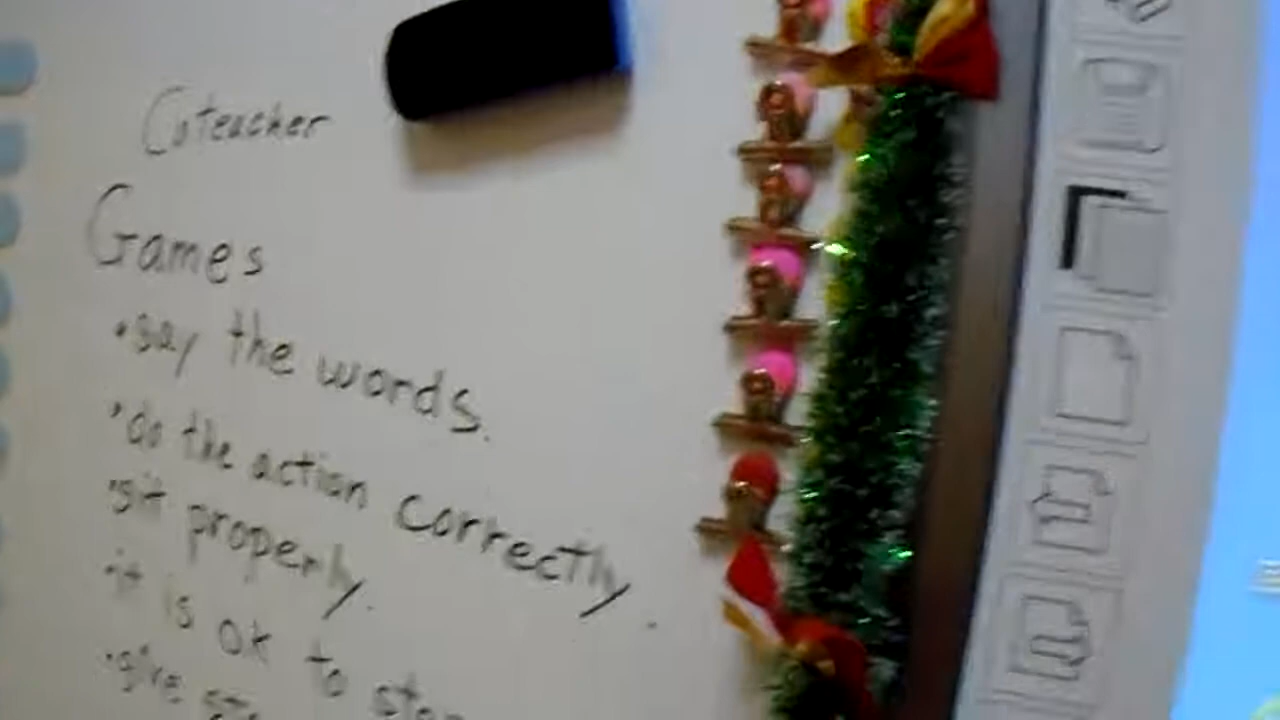 Coteacher
Games
•say the words.
•do the action correctly.
•sit properly.
•it is ok to
•give